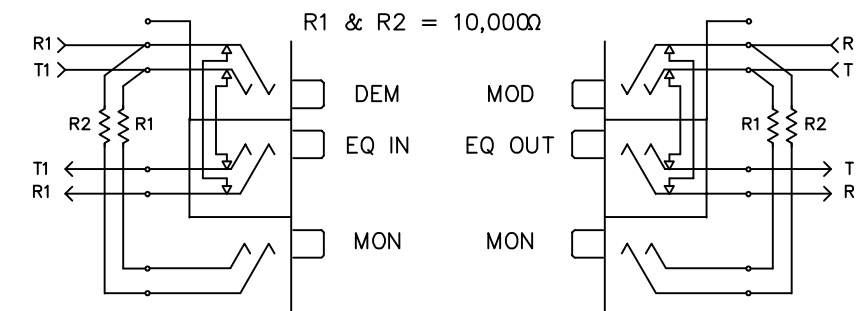 R1 & R2 = 10,000Ω
R1
T1
R2
R1
T1
R1
DEM
EQ IN
MON
MOD
EQ OUT
MON
R
T
R1
R2
T
R